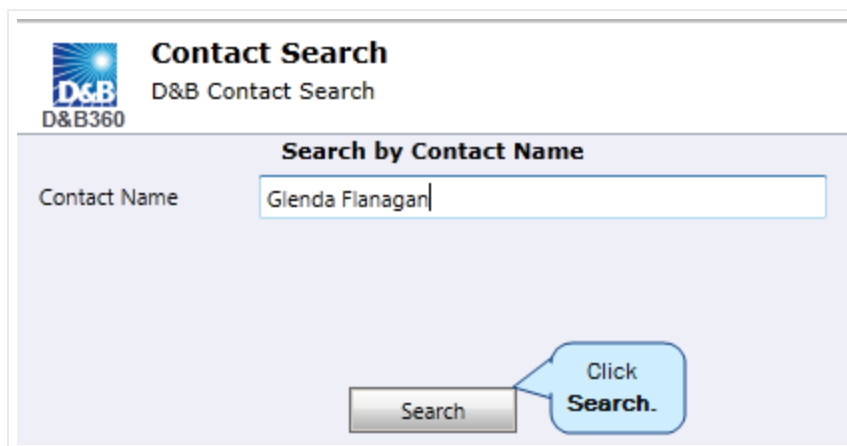 Contact Search
D&B Contact Search
D&B
D&B360
Search by Contact Name
Contact Name
Glenda Flanagan
Click
Search.
Search